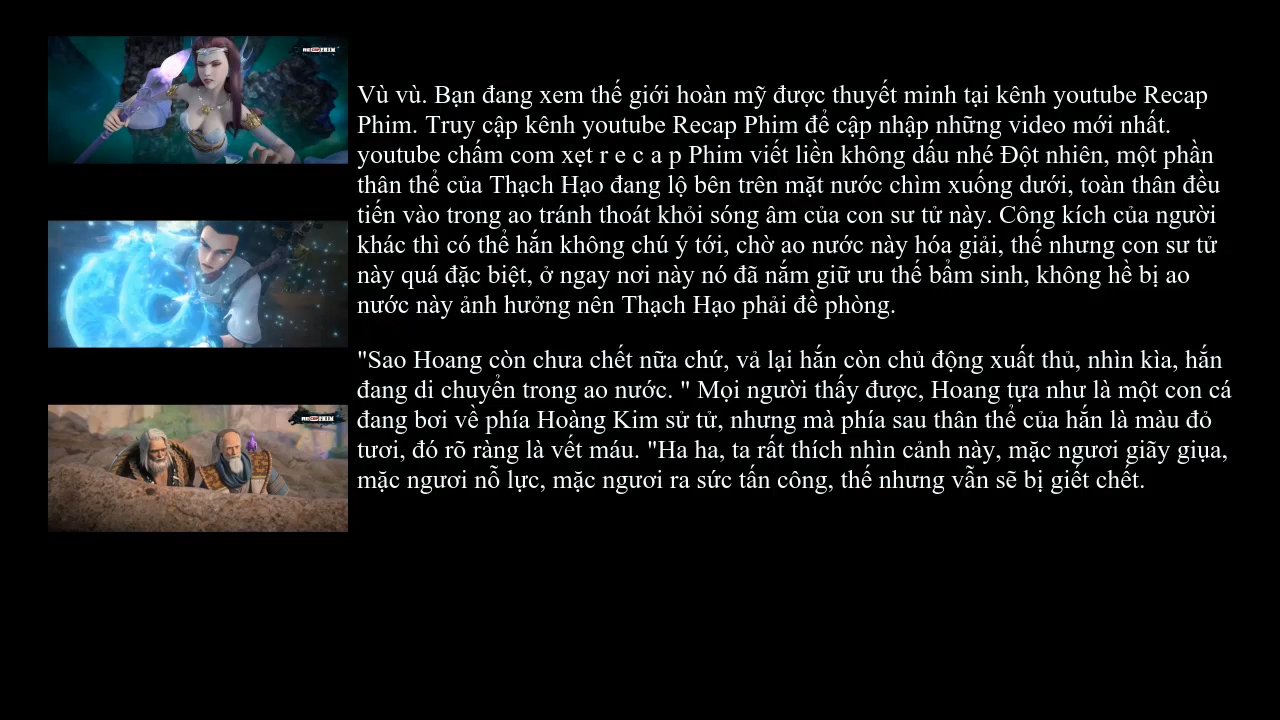 RECAP PHIM
Vù vù. Bạn đang xem thế giới hoàn mỹ được thuyết minh tại kênh youtube Recap
Phim. Truy cập kênh youtube Recap Phim để cập nhập những video mới nhất.
youtube chấm com xẹt r e c a p Phim viết liền không dấu nhé Đột nhiên, một phần
thân thể của Thạch Hạo đang lộ bên trên mặt nước chìm xuống dưới, toàn thân đều
tiến vào trong ao tránh thoát khỏi sóng âm của con sư tử này. Công kích của người
khác thì có thể hắn không chú ý tới, chờ ao nước này hóa giải, thế nhưng con sư tử
này quá đặc biệt, ở ngay nơi này nó đã nắm giữ ưu thế bẩm sinh, không hề bị ao
nước này ảnh hưởng nên Thạch Hạo phải đề phòng.
"Sao Hoang còn chưa chết nữa chứ, vả lại hắn còn chủ động xuất thủ, nhìn kìa, hắn
đang di chuyển trong ao nước. " Mọi người thấy được, Hoang tựa như là một con cá
đang bơi về phía Hoàng Kim sử tử, nhưng mà phía sau thân thể của hắn là màu đỏ
tươi, đó rõ ràng là vết máu. "Ha ha, ta rất thích nhìn cảnh này, mặc ngươi giãy giụa,
mặc ngươi nỗ lực, mặc ngươi ra sức tấn công, thế nhưng vẫn sẽ bị giết chết.
RECAP PHIM